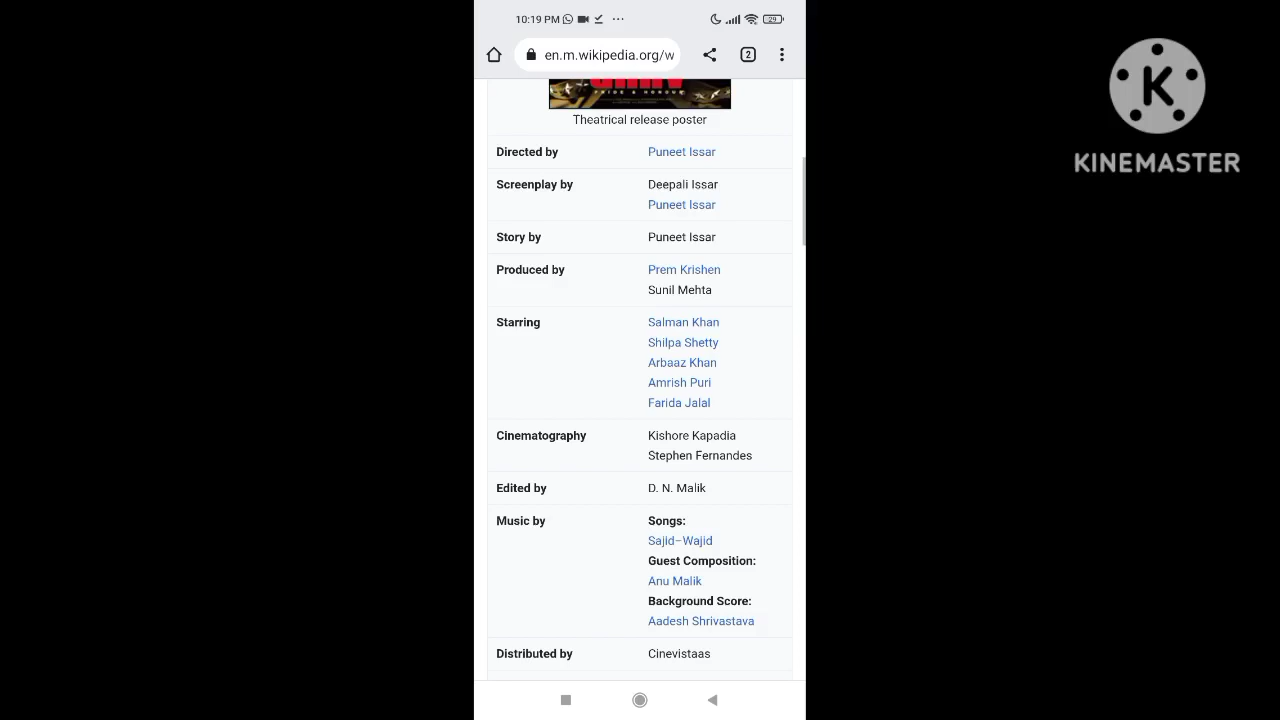 10:19 PM
29
en.m.wikipedia.org/w
2
K
KINEMASTER
PRIDE & HONOUR
Theatrical release poster
Directed by Puneet Issar
Screenplay by Deepali Issar
Puneet Issar
Story by Puneet Issar
Produced by Prem Krishen
Sunil Mehta
Starring Salman Khan
Shilpa Shetty
Arbaaz Khan
Amrish Puri
Farida Jalal
Cinematography Kishore Kapadia
Stephen Fernandes
Edited by D. N. Malik
Music by Songs:
Sajid–Wajid
Guest Composition:
Anu Malik
Background Score:
Aadesh Shrivastava
Distributed by Cinevistaas